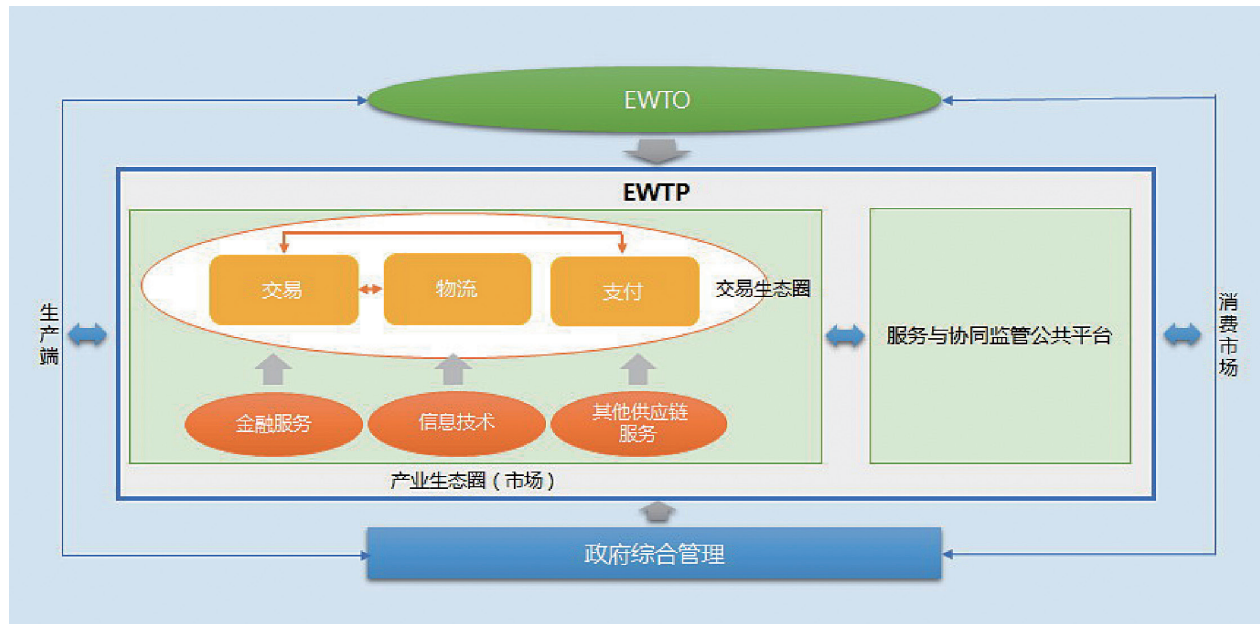 EWTO
EWTP
交易
物流
支付
交易生态圈
金融服务
信息技术
其他供应链
服务
产业生态圈（市场）
服务与协同监管公共平台
生产端
消费市场
政府综合管理